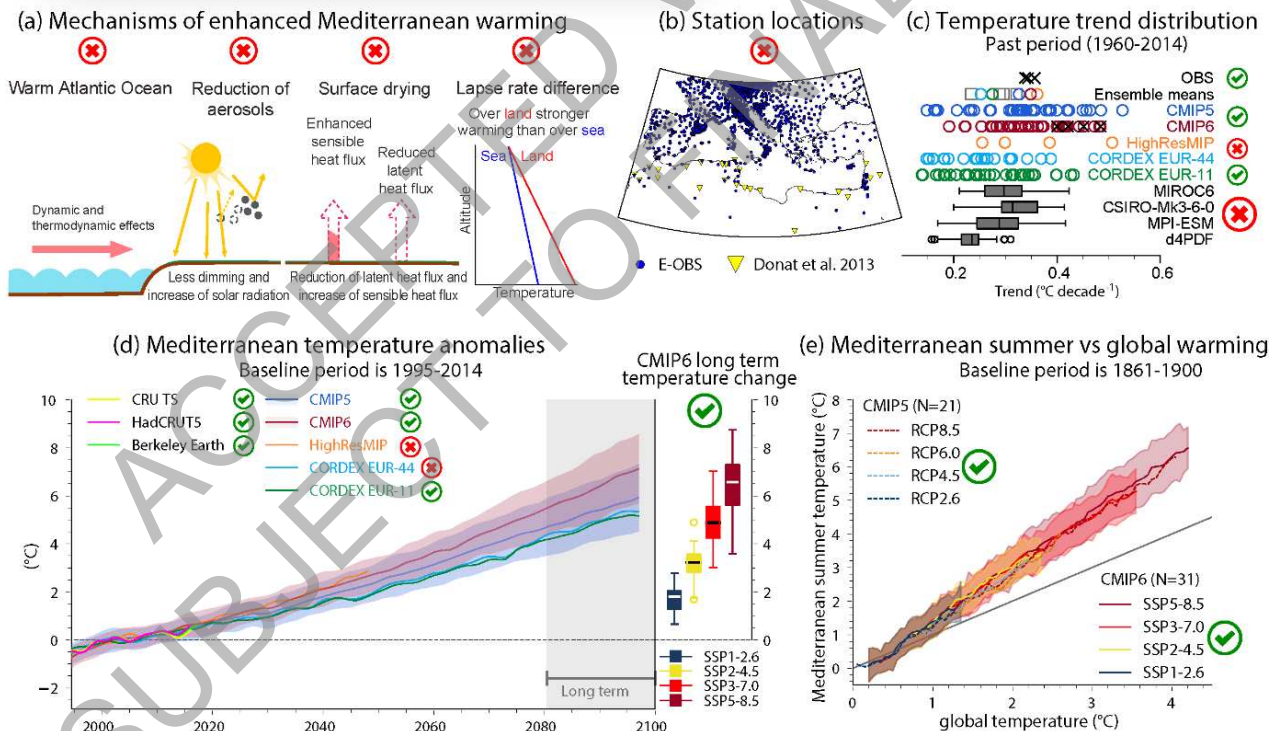 (a) Mechanisms of enhanced Mediterranean warming
Warm Atlantic Ocean
Reduction of
aerosols
Surface drying
Lapse rate difference
Dynamic and
thermodynamic effects
Less dimming and
increase of solar radiation
Enhanced
sensible
heat flux
Reduced
latent
heat flux
Reduction of latent heat flux and
increase of sensible heat flux
Over land stronger
warming than over sea
Sea
Land
Altitude
Temperature
(b) Station locations
E-OBS
Donat et al. 2013
(c) Temperature trend distribution
Past period (1960-2014)
OBS
Ensemble means
CMIP5
CMIP6
HighResMIP
CORDEX EUR-44
CORDEX EUR-11
MIROC6
CSIRO-Mk3-6-0
MPI-ESM
d4PDF
0.2 0.4 0.6
Trend (°C decade⁻¹)
(d) Mediterranean temperature anomalies
Baseline period is 1995-2014
CRU TS
HadCRUT5
Berkeley Earth
CMIP5
CMIP6
HighResMIP
CORDEX EUR-44
CORDEX EUR-11
10
8
6
4
2
0
−2
(°C)
Long term
2000 2020 2040 2060 2080 2100
CMIP6 long term
temperature change
10
8
6
4
2
0
SSP1-2.6
SSP2-4.5
SSP3-7.0
SSP5-8.5
(e) Mediterranean summer vs global warming
Baseline period is 1861-1900
Mediterranean summer temperature (°C)
8
7
6
5
4
3
2
1
0
CMIP5 (N=21)
RCP8.5
RCP6.0
RCP4.5
RCP2.6
CMIP6 (N=31)
SSP5-8.5
SSP3-7.0
SSP2-4.5
SSP1-2.6
0 1 2 3 4
global temperature (°C)
ACCEPTED
SUBJECT TO FINAL